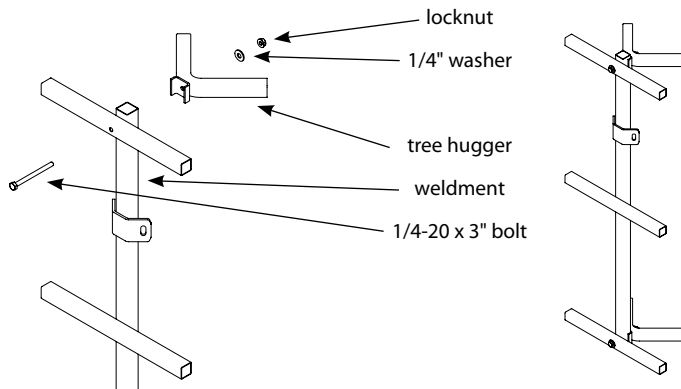 locknut
1/4" washer
tree hugger
weldment
1/4-20 x 3" bolt